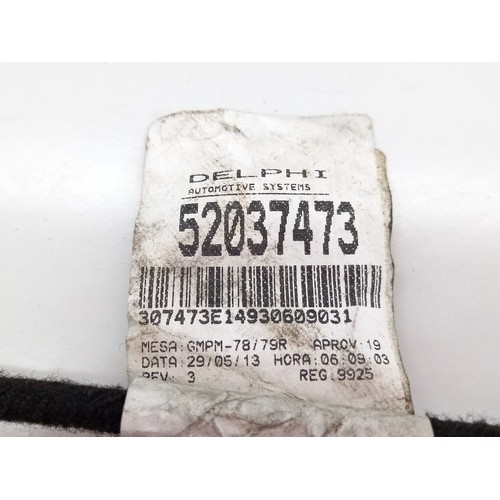 DELPHI
AUTOMOTIVE SYSTEMS
52037473
307473E14930609031
MESA:GMPM-78/79R APROV:19
DATA:29/05/13 HORA:06:09:03
REV: 3 REG:9925